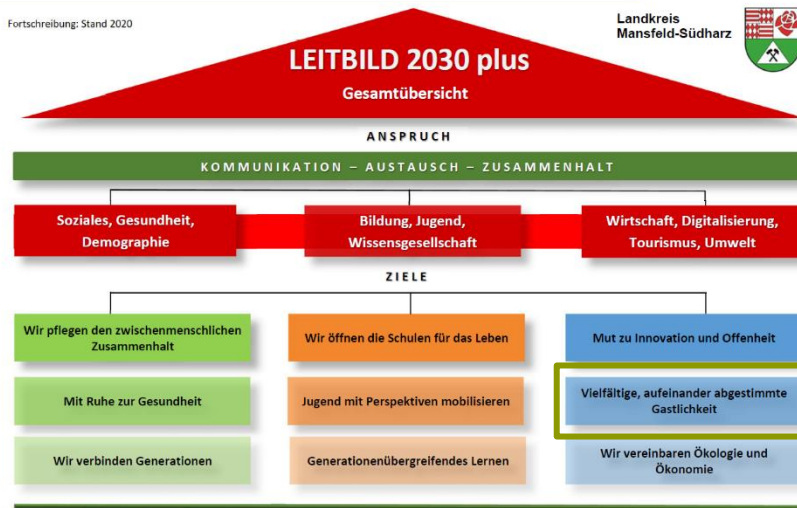 Fortschreibung: Stand 2020
Landkreis
Mansfeld-Südharz
LEITBILD 2030 plus
Gesamtübersicht
ANSPRUCH
KOMMUNIKATION – AUSTAUSCH – ZUSAMMENHALT
Soziales, Gesundheit,
Demographie
Bildung, Jugend,
Wissensgesellschaft
Wirtschaft, Digitalisierung,
Tourismus, Umwelt
ZIELE
Wir pflegen den zwischenmenschlichen
Zusammenhalt
Wir öffnen die Schulen für das Leben
Mut zu Innovation und Offenheit
Mit Ruhe zur Gesundheit
Jugend mit Perspektiven mobilisieren
Vielfältige, aufeinander abgestimmte
Gastlichkeit
Wir verbinden Generationen
Generationenübergreifendes Lernen
Wir vereinbaren Ökologie und
Ökonomie